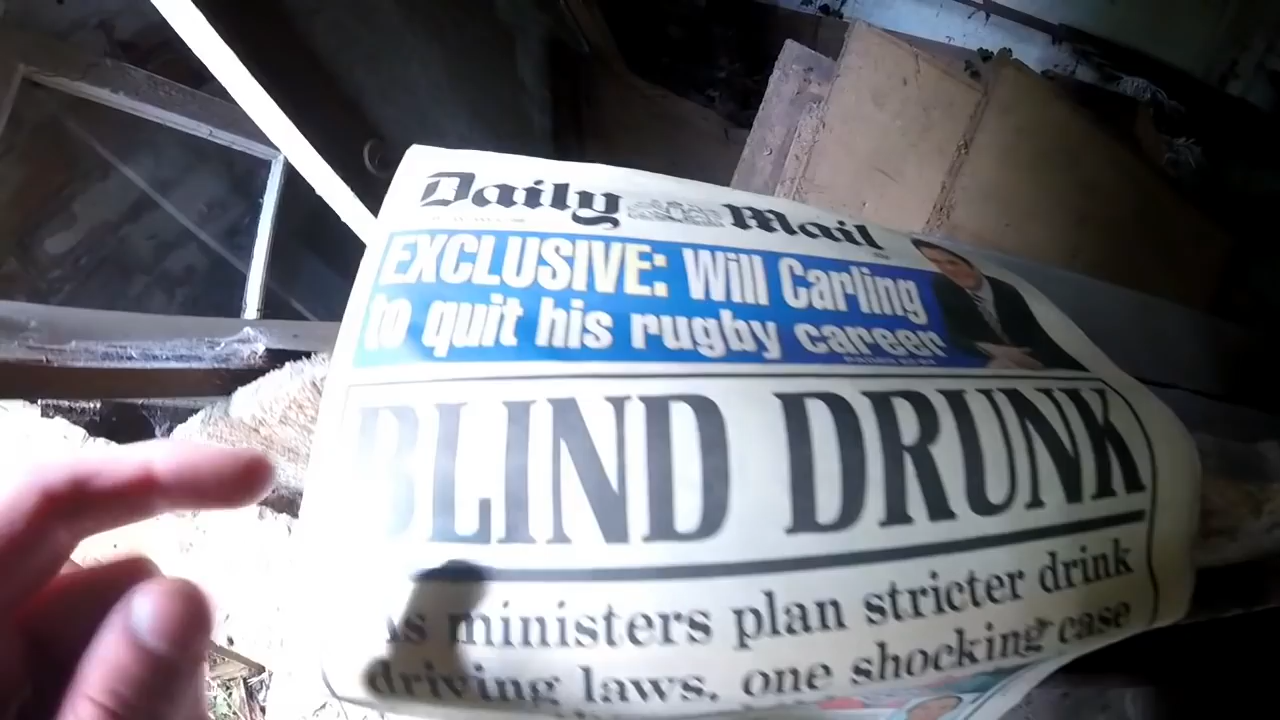 Daily Mail
EXCLUSIVE: Will Carling
to quit his rugby career
BLIND DRUNK
As ministers plan stricter drink
driving laws, one shocking case